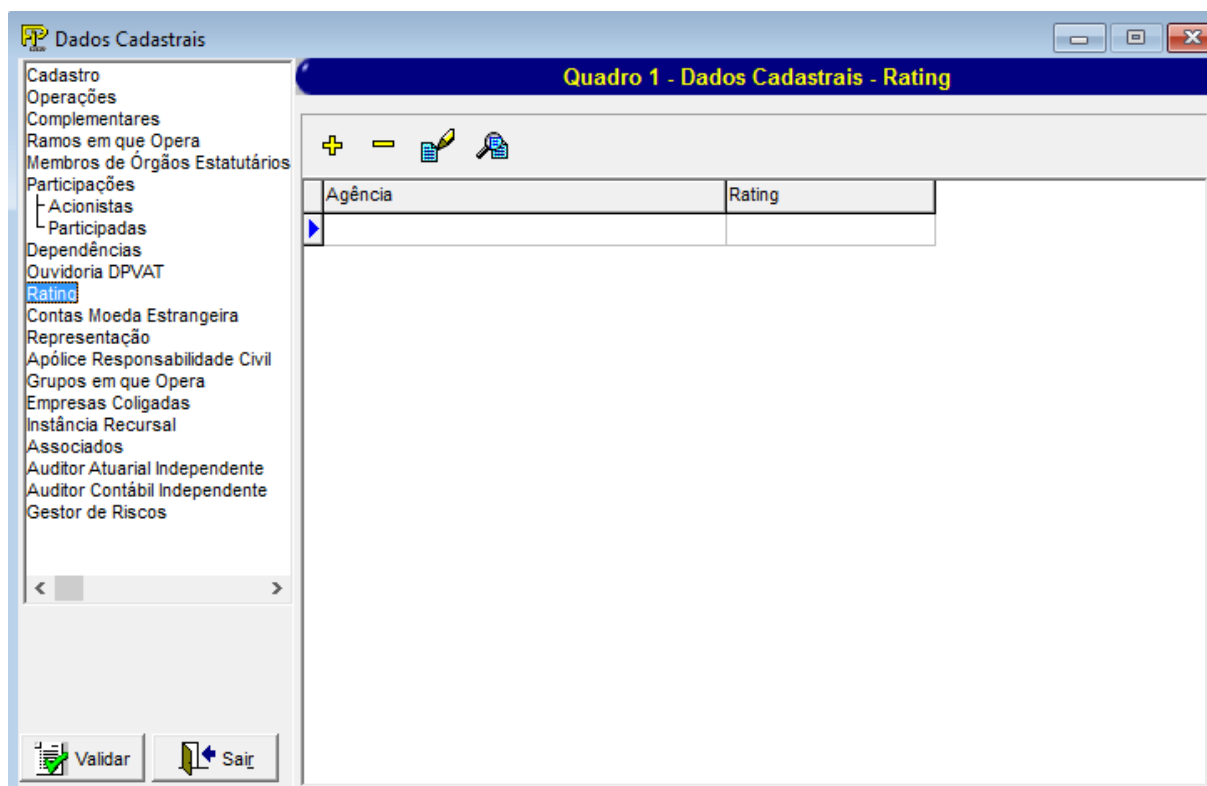 Dados Cadastrais
Cadastro
Operações
Complementares
Ramos em que Opera
Membros de Órgãos Estatutários
Participações
Acionistas
Participadas
Dependências
Ouvidoria DPVAT
Rating
Contas Moeda Estrangeira
Representação
Apólice Responsabilidade Civil
Grupos em que Opera
Empresas Coligadas
Instância Recursal
Associados
Auditor Atuarial Independente
Auditor Contábil Independente
Gestor de Riscos
Validar
Sair
Quadro 1 - Dados Cadastrais - Rating
Agência Rating